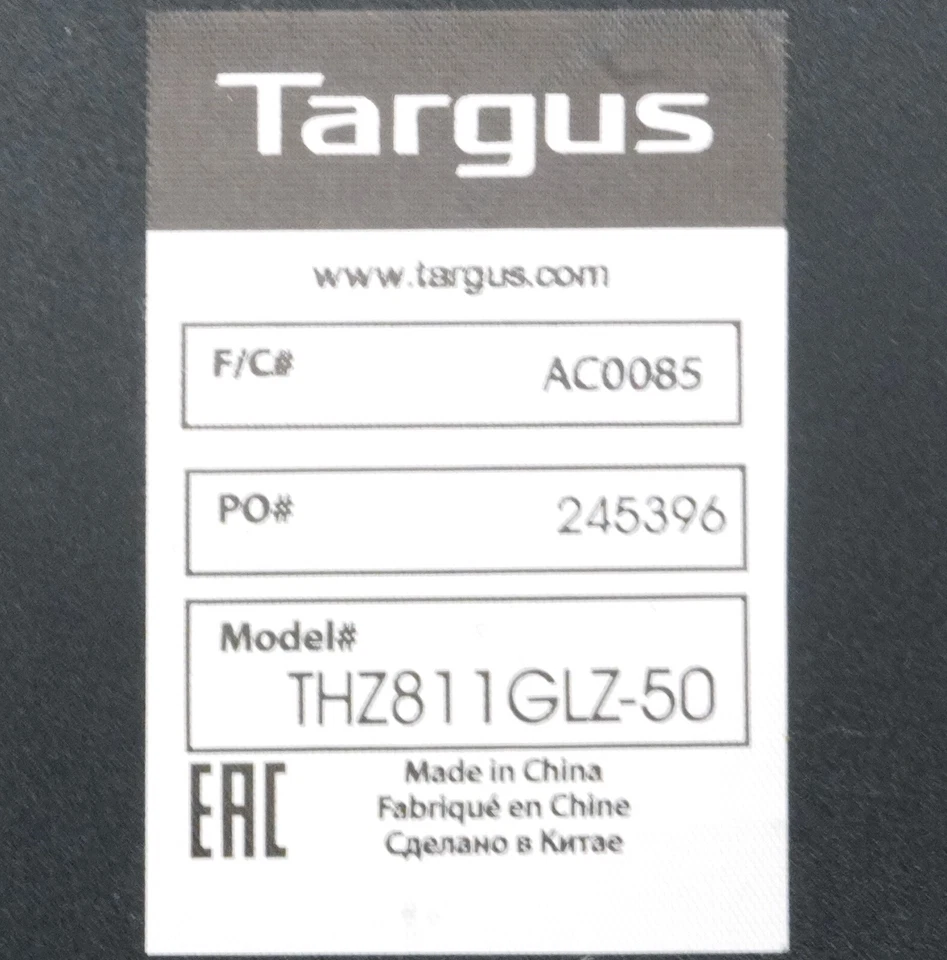 Targus
www.targus.com
F/C# AC0085
PO# 245396
Model#
THZ811GLZ-50
EAC
Made in China
Fabriqué en Chine
Сделано в Китае